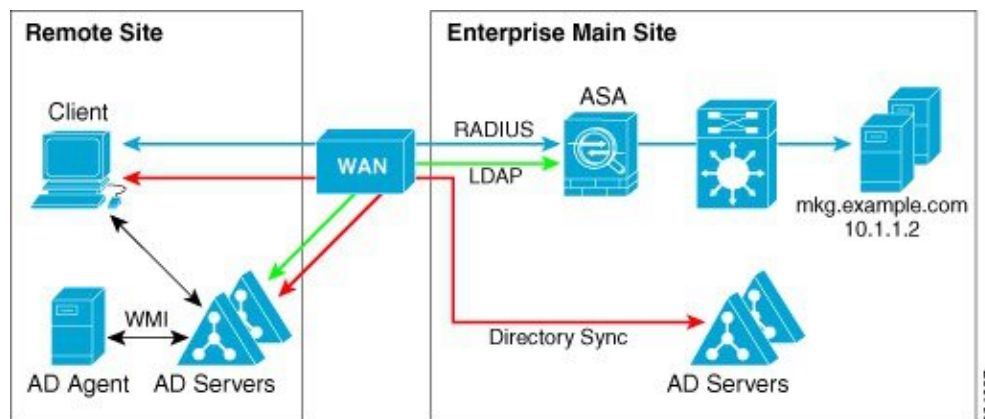 Remote Site
Enterprise Main Site
Client
ASA
RADIUS
WAN
LDAP
mkg.example.com
10.1.1.2
WMI
Directory Sync
AD Agent
AD Servers
AD Servers